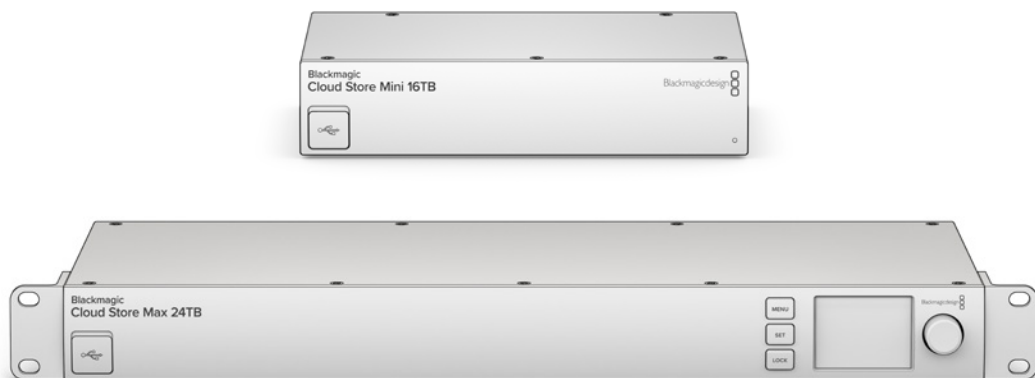 Blackmagic
Cloud Store Mini 16TB
Blackmagicdesign
Blackmagic
Cloud Store Max 24TB
MENU
SET
LOCK
Blackmagicdesign